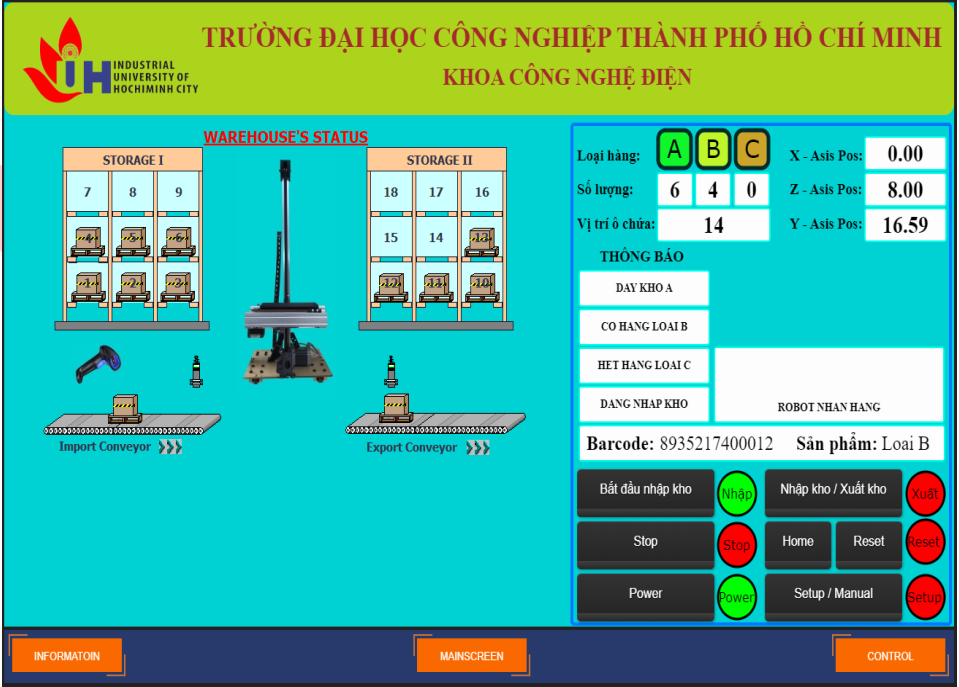 TRƯỜNG ĐẠI HỌC CÔNG NGHIỆP THÀNH PHỐ HỒ CHÍ MINH
KHOA CÔNG NGHỆ ĐIỆN
IUH
INDUSTRIAL
UNIVERSITY OF
HOCHIMINH CITY
WAREHOUSE'S STATUS
STORAGE I
7 8 9
4 5 6
1 2 3
STORAGE II
18 17 16
15 14 13
12 11 10
Import Conveyor
Export Conveyor
Loại hàng: A B C
Số lượng: 6 4 0
Vị trí ô chứa: 14
X - Asis Pos: 0.00
Z - Asis Pos: 8.00
Y - Asis Pos: 16.59
THÔNG BÁO
DAY KHO A
CO HANG LOAI B
HET HANG LOAI C
DANG NHAP KHO
ROBOT NHAN HANG
Barcode: 8935217400012 Sản phẩm: Loai B
Bắt đầu nhập kho Nhập Nhập kho / Xuất kho Xuất
Stop Stop Home Reset Reset
Power Power Setup / Manual Setup
INFORMATOIN MAINSCREEN CONTROL